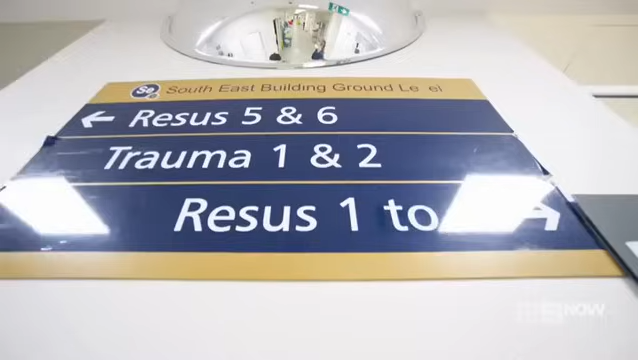 Se South East Building Ground Le el
Resus 5 & 6
Trauma 1 & 2
Resus 1 to
9NOW